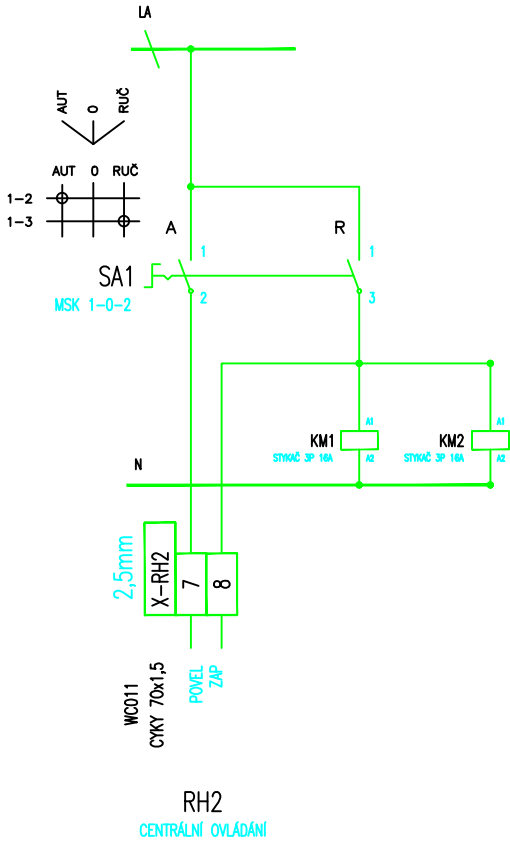 LA
AUT 0 RUČ
AUT 0 RUČ
1-2
1-3
A R
1 1
SA1
MSK 1-0-2
2 3
A1 A1
KM1 KM2
STYKAČ 3P 16A STYKAČ 3P 16A
A2 A2
N
2,5mm
X-RH2 7 8
WC011
CYKY 70x1,5
POVEL
ZAP
RH2
CENTRÁLNÍ OVLÁDÁNÍ